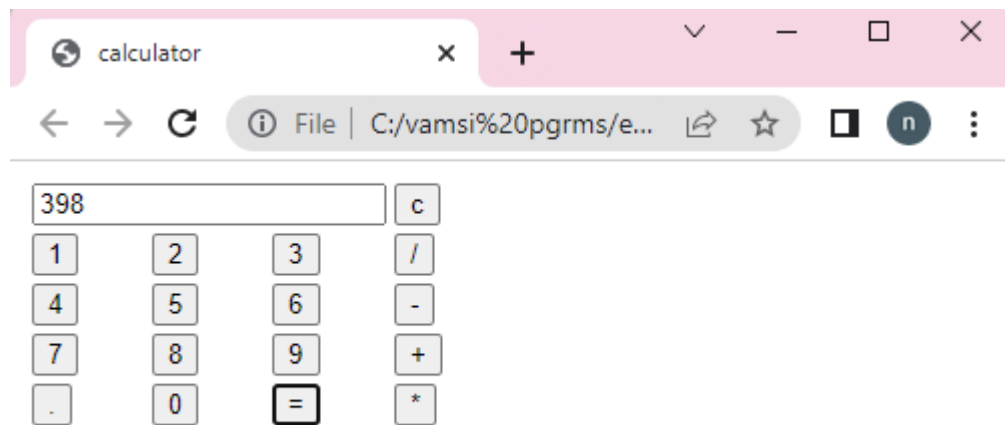 calculator
File C:/vamsi%20pgrms/e... n
398 c
1 2 3 /
4 5 6 -
7 8 9 +
. 0 = *